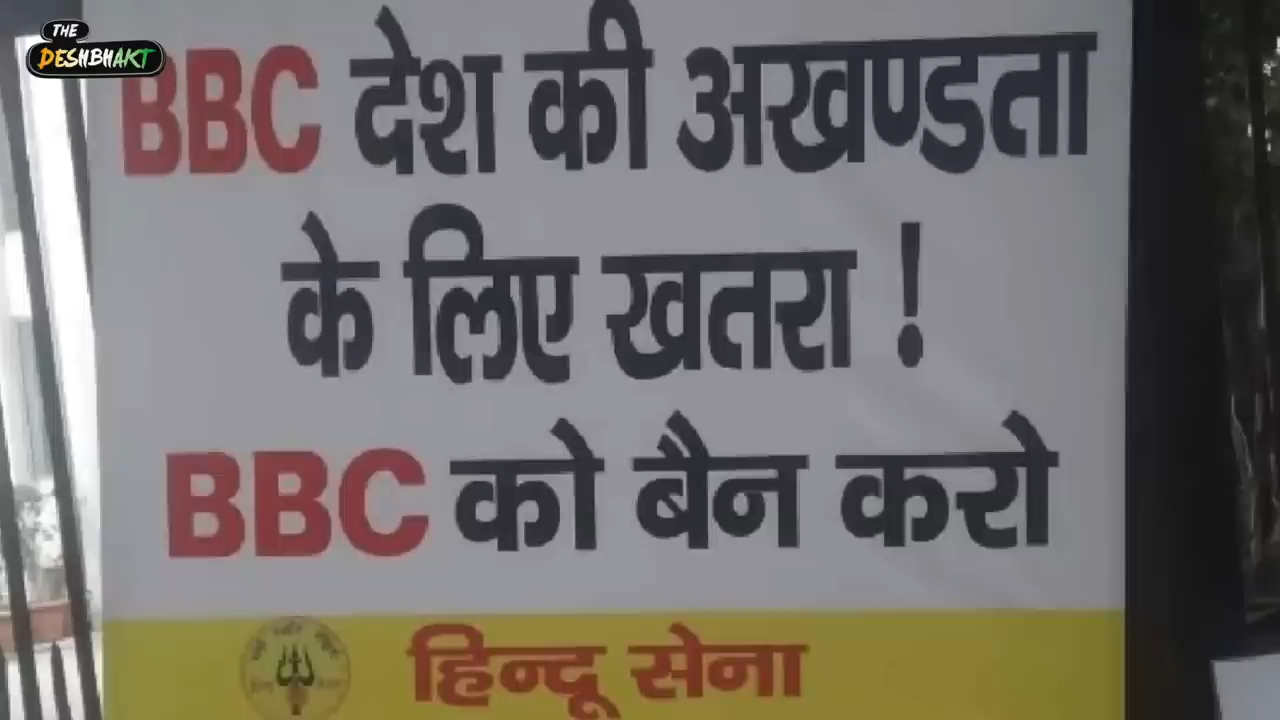 THE
DESHBHAKT
BBC देश की अखण्डता
के लिए खतरा !
BBC को बैन करो
हिन्दू सेना